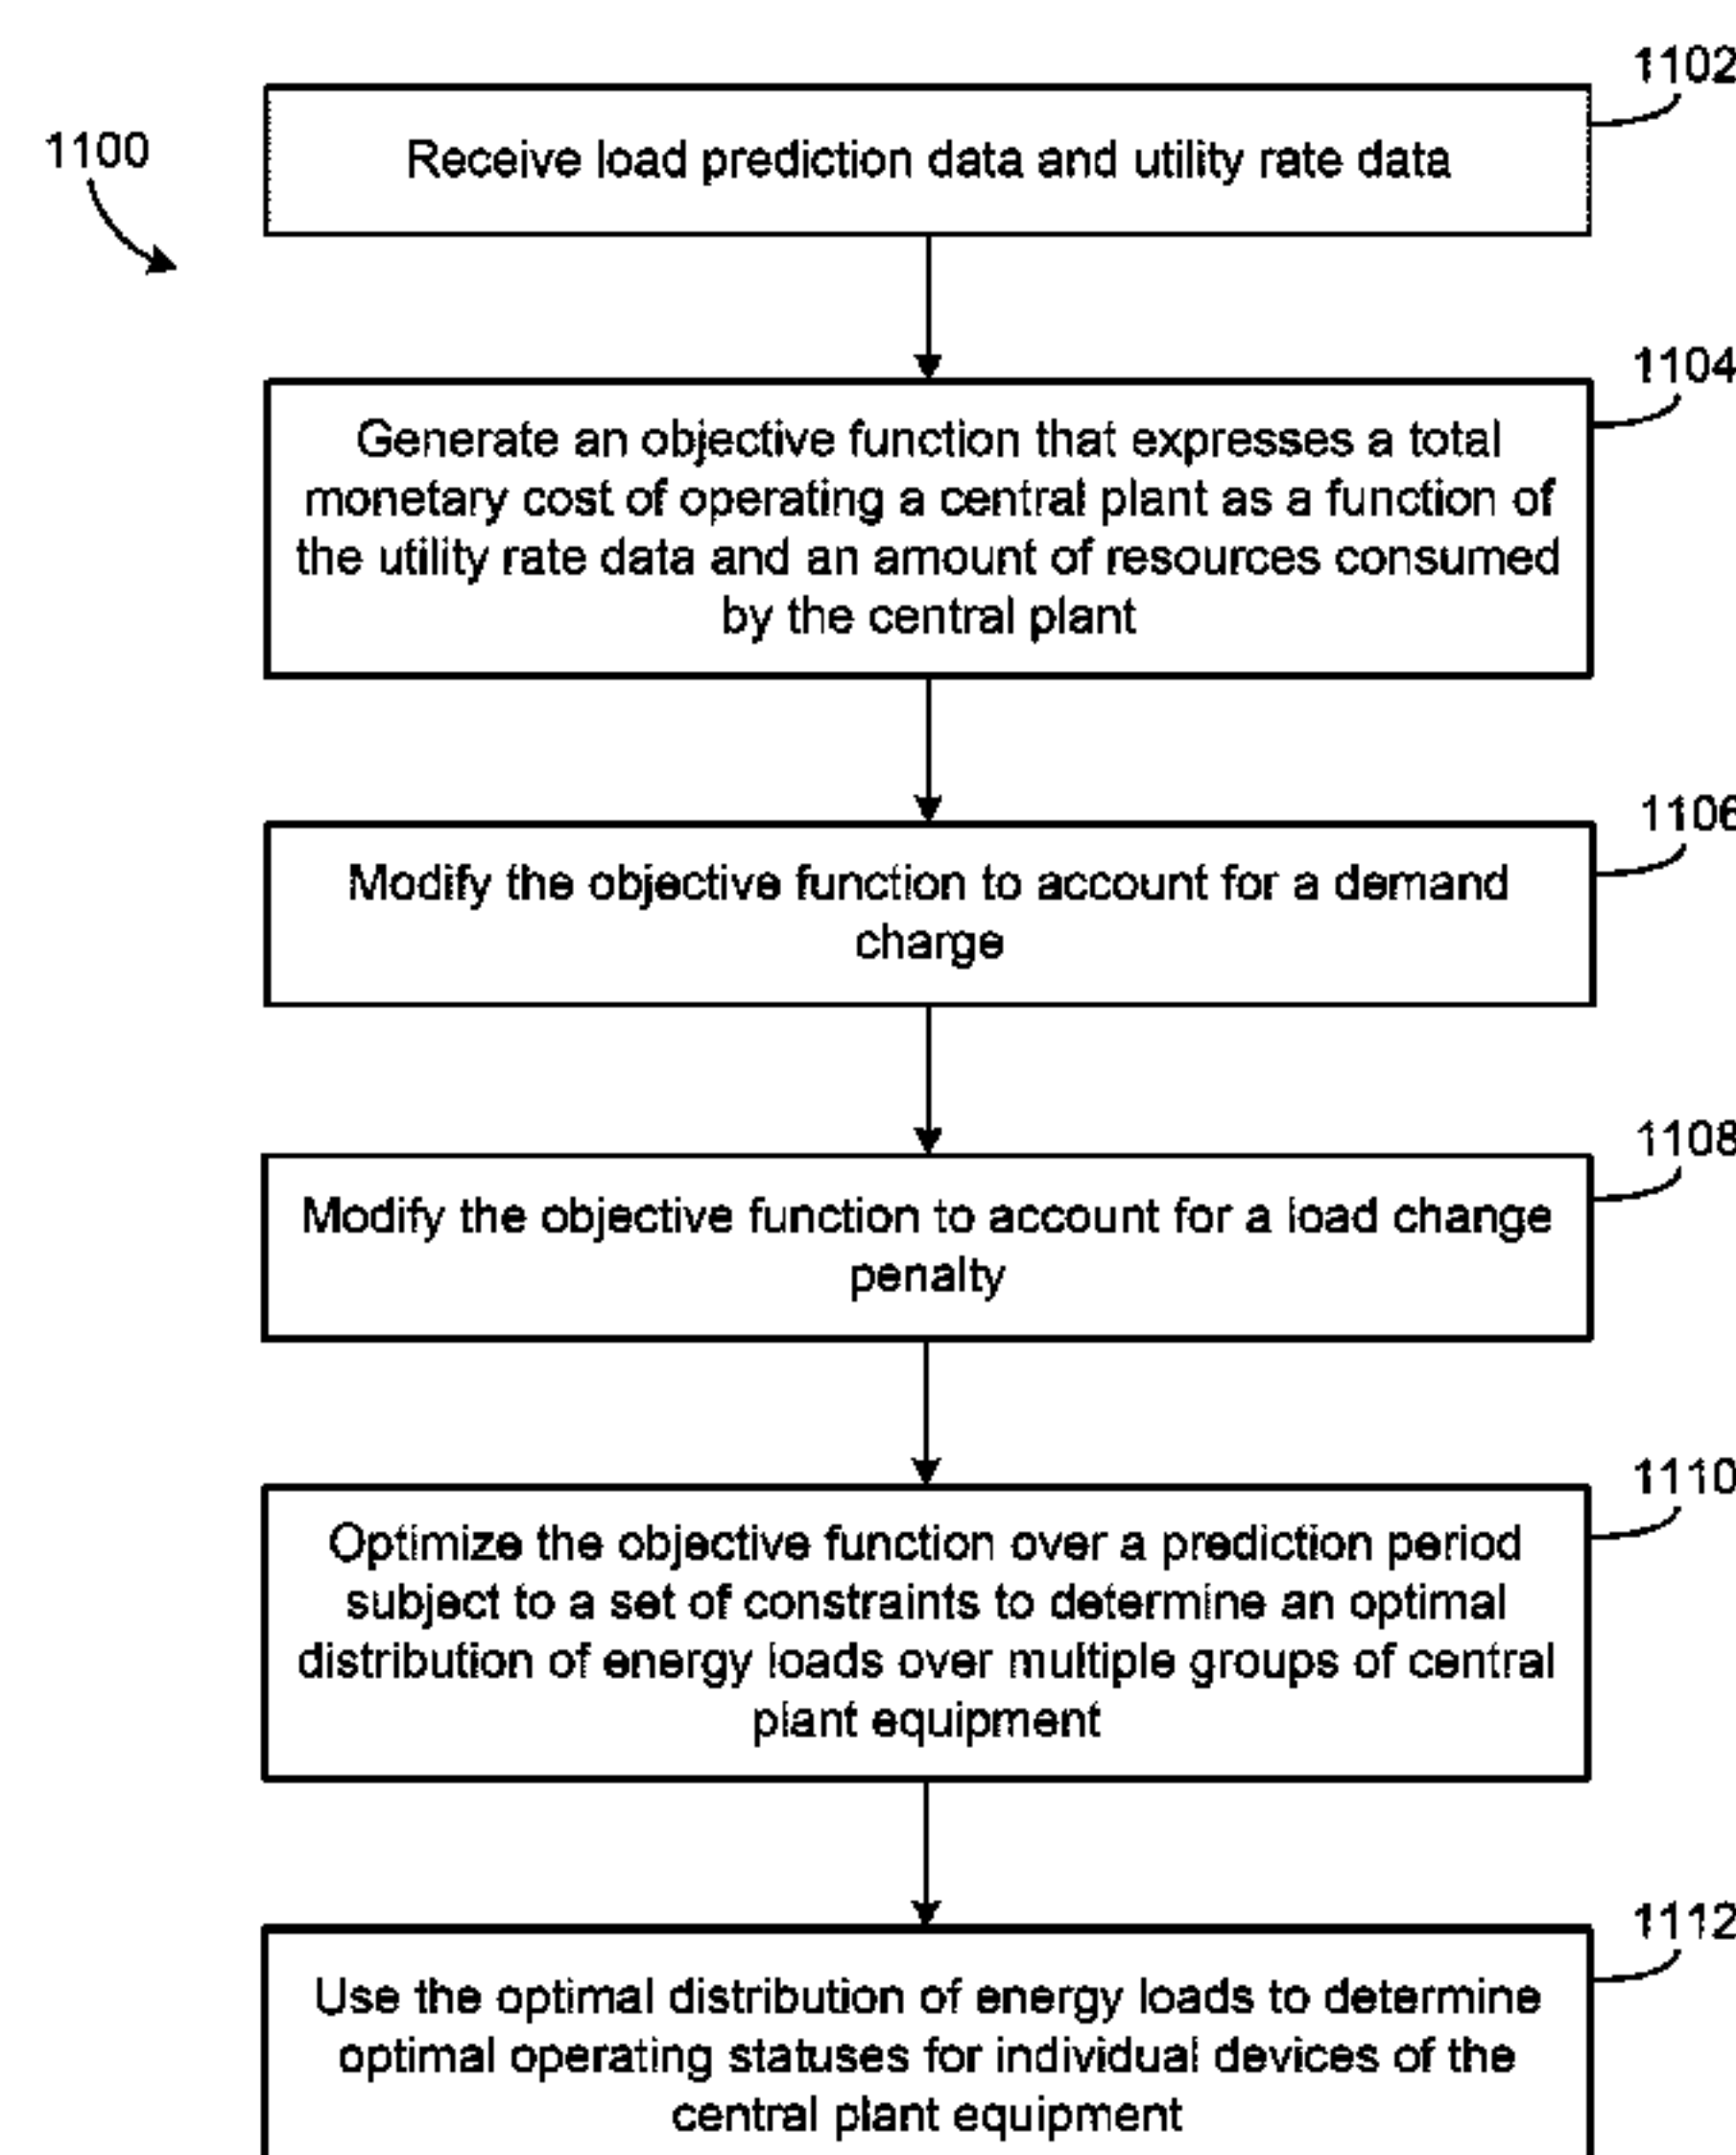 1102
1100
Receive load prediction data and utility rate data
1104
Generate an objective function that expresses a total
monetary cost of operating a central plant as a function of
the utility rate data and an amount of resources consumed
by the central plant
1106
Modify the objective function to account for a demand
charge
1108
Modify the objective function to account for a load change
penalty
1110
Optimize the objective function over a prediction period
subject to a set of constraints to determine an optimal
distribution of energy loads over multiple groups of central
plant equipment
1112
Use the optimal distribution of energy loads to determine
optimal operating statuses for individual devices of the
central plant equipment